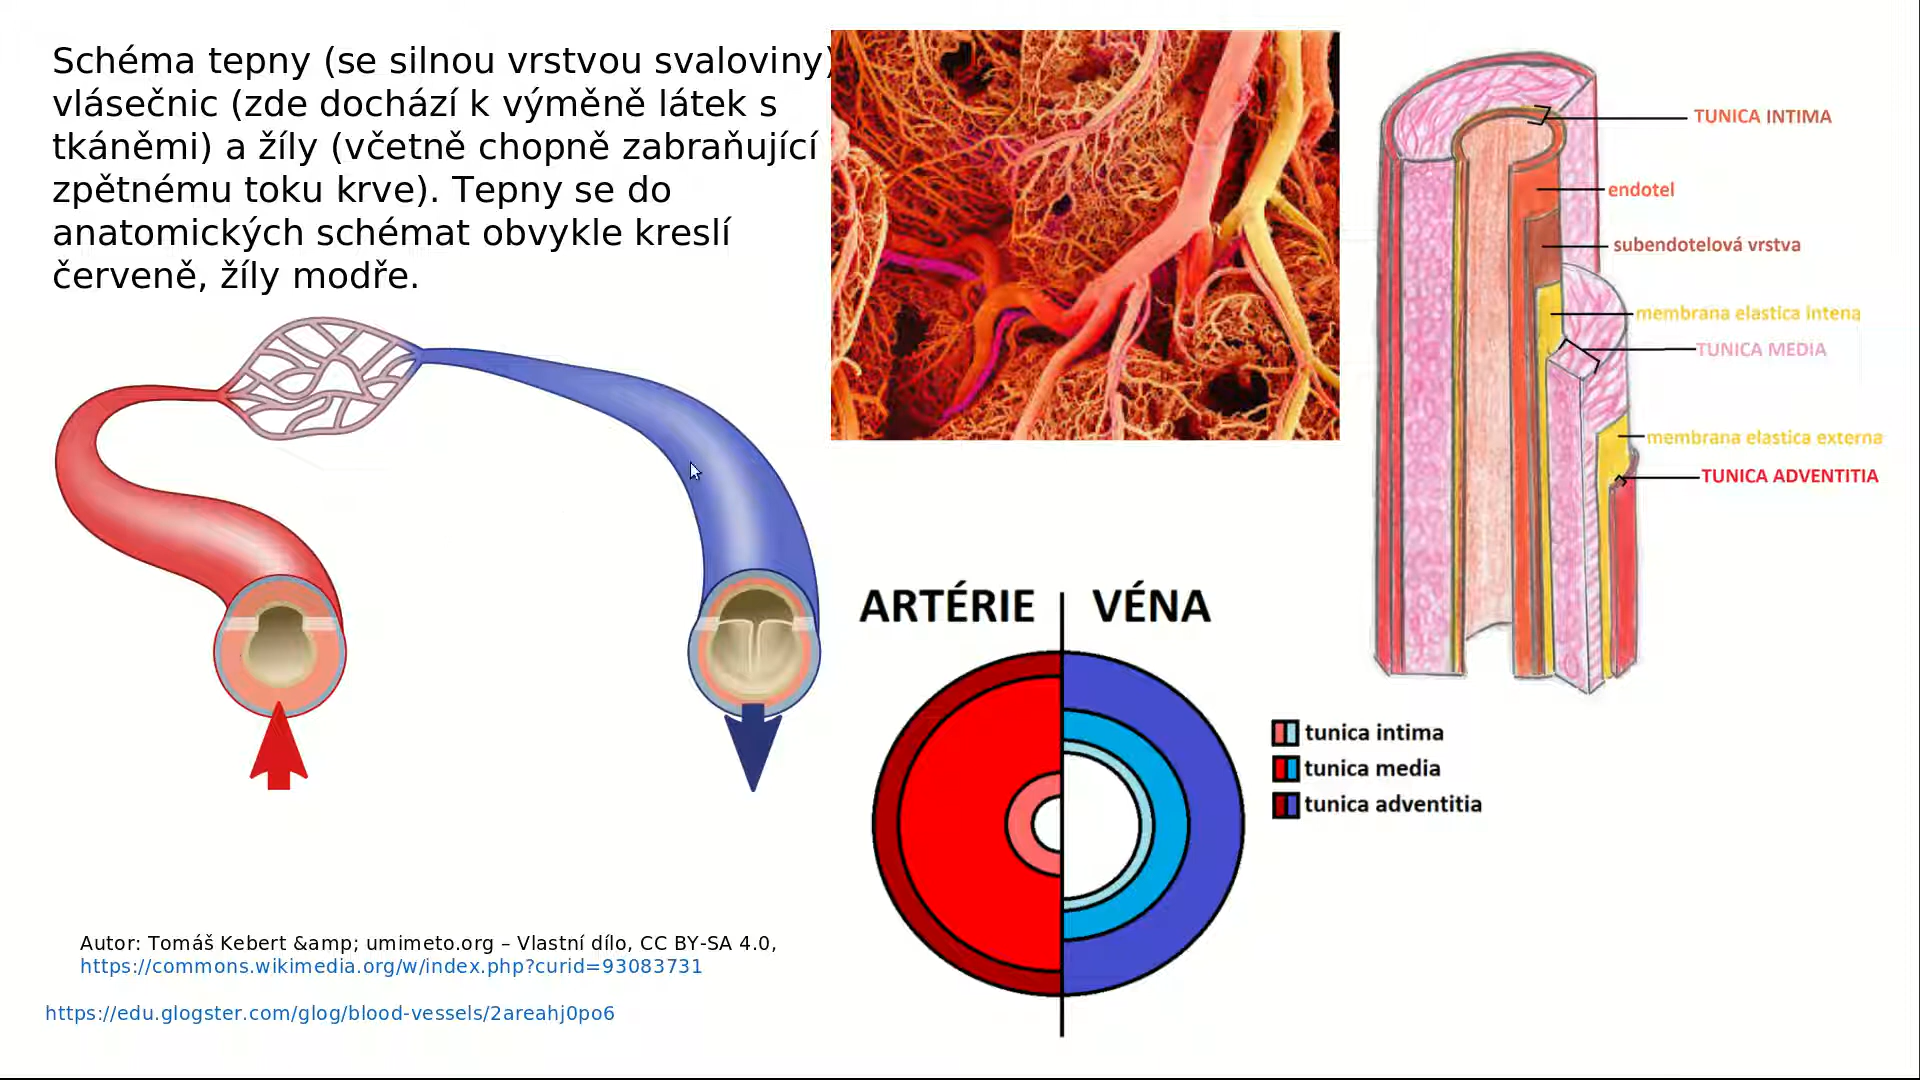 Schéma tepny (se silnou vrstvou svaloviny)
vlásečnic (zde dochází k výměně látek s
tkáněmi) a žíly (včetně chopně zabraňující
zpětnému toku krve). Tepny se do
anatomických schémat obvykle kreslí
červeně, žíly modře.
TUNICA INTIMA
endotel
subendotelová vrstva
membrana elastica intena
TUNICA MEDIA
membrana elastica externa
TUNICA ADVENTITIA
ARTÉRIE
VÉNA
tunica intima
tunica media
tunica adventitia
Autor: Tomáš Kebert &amp; umimeto.org – Vlastní dílo, CC BY-SA 4.0,
https://commons.wikimedia.org/w/index.php?curid=93083731
https://edu.glogster.com/glog/blood-vessels/2areahj0po6